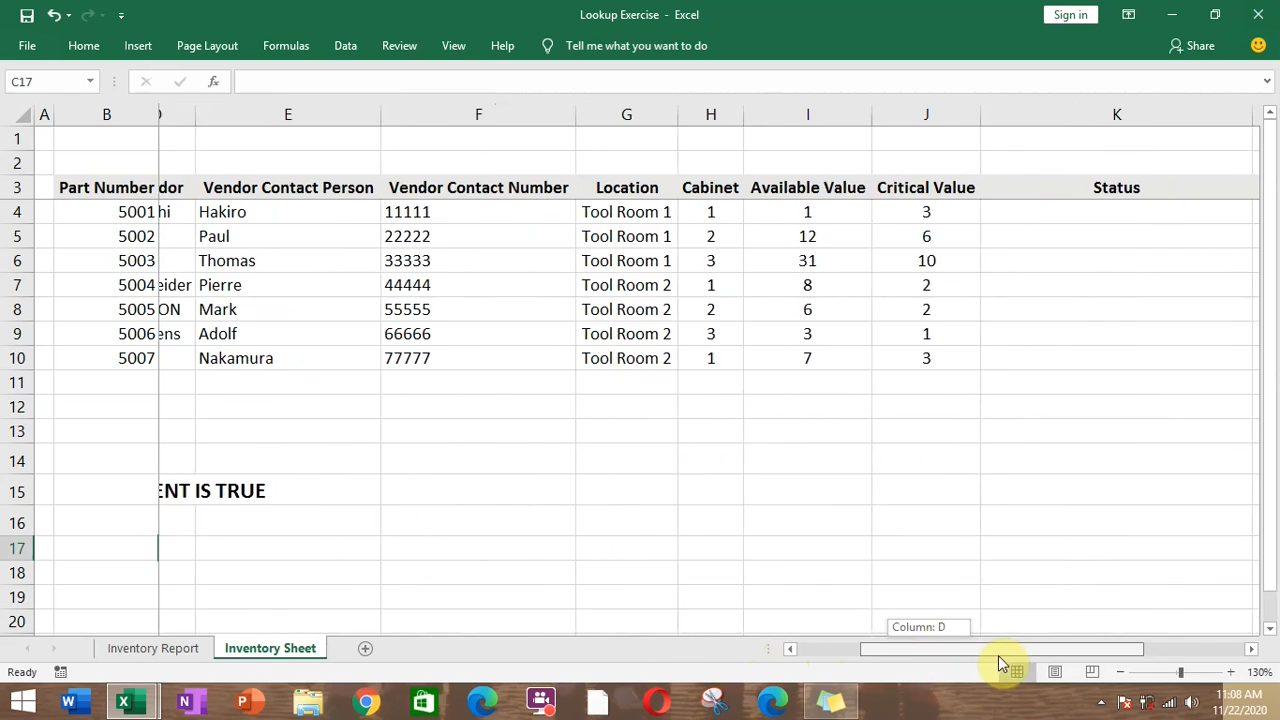 Lookup Exercise - Excel
Sign in
File Home Insert Page Layout Formulas Data Review View Help Tell me what you want to do Share
C17
A B D E F G H I J K
1
2
3 Part Number dor Vendor Contact Person Vendor Contact Number Location Cabinet Available Value Critical Value Status
4 5001 hi Hakiro 11111 Tool Room 1 1 1 3
5 5002 Paul 22222 Tool Room 1 2 12 6
6 5003 Thomas 33333 Tool Room 1 3 31 10
7 5004 eider Pierre 44444 Tool Room 2 1 8 2
8 5005 ON Mark 55555 Tool Room 2 2 6 2
9 5006 ens Adolf 66666 Tool Room 2 3 3 1
10 5007 Nakamura 77777 Tool Room 2 1 7 3
11
12
13
14
15 ENT IS TRUE
16
17
18
19
20
Column: D
Inventory Report Inventory Sheet
Ready 130%
11:08 AM
11/22/2020